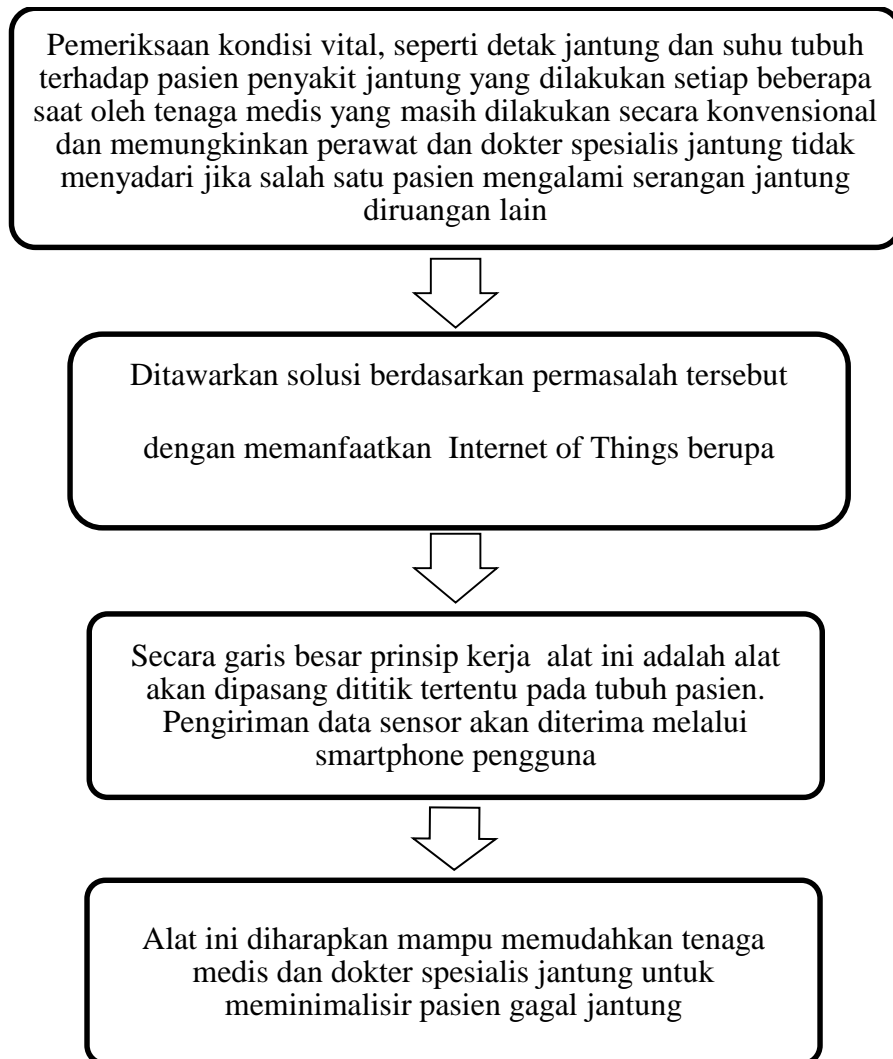 Pemeriksaan kondisi vital, seperti detak jantung dan suhu tubuh
terhadap pasien penyakit jantung yang dilakukan setiap beberapa
saat oleh tenaga medis yang masih dilakukan secara konvensional
dan memungkinkan perawat dan dokter spesialis jantung tidak
menyadari jika salah satu pasien mengalami serangan jantung
diruangan lain
Ditawarkan solusi berdasarkan permasalah tersebut
dengan memanfaatkan Internet of Things berupa
Secara garis besar prinsip kerja alat ini adalah alat
akan dipasang dititik tertentu pada tubuh pasien.
Pengiriman data sensor akan diterima melalui
smartphone pengguna
Alat ini diharapkan mampu memudahkan tenaga
medis dan dokter spesialis jantung untuk
meminimalisir pasien gagal jantung